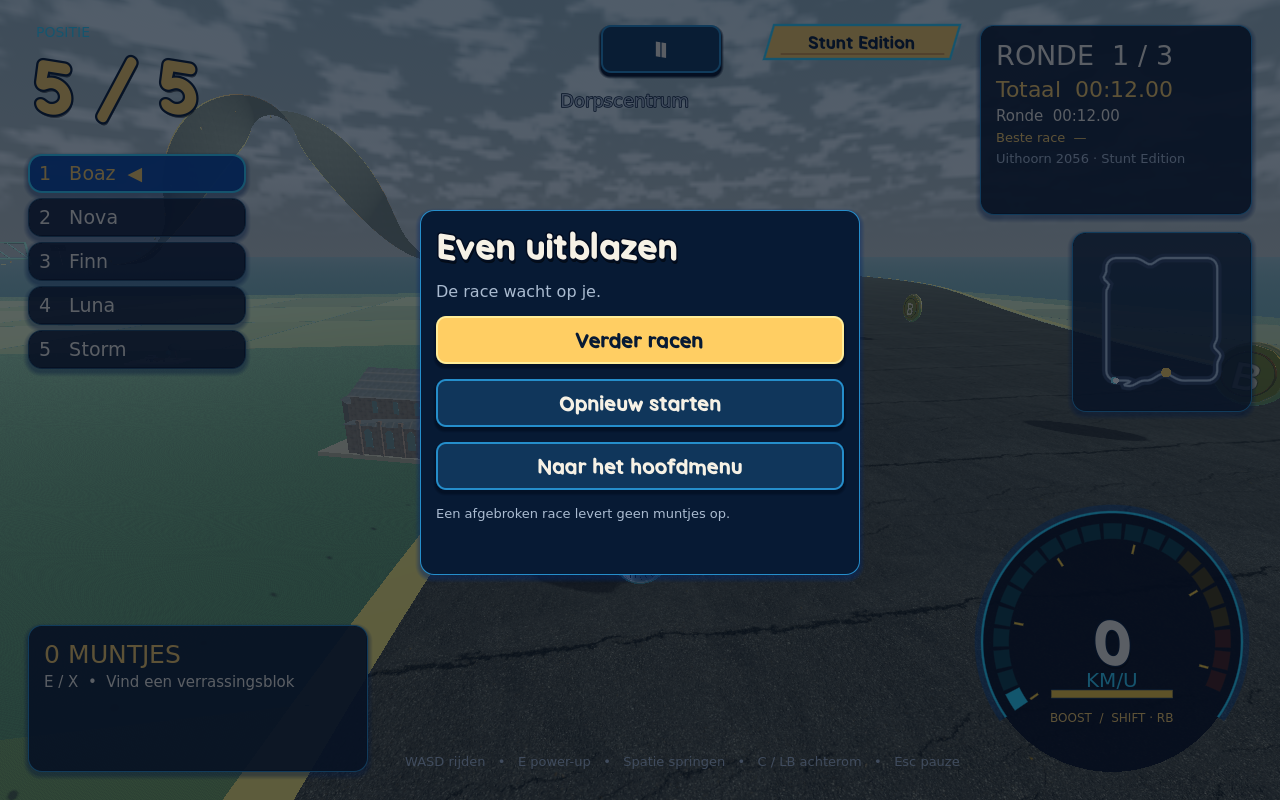 POSITIE
5 / 5
Stunt Edition
Dorpscentrum
RONDE 1 / 3
Totaal 00:12.00
Ronde 00:12.00
Beste race —
Uithoorn 2056 · Stunt Edition
1 Boaz ◀
2 Nova
3 Finn
4 Luna
5 Storm
Even uitblazen
De race wacht op je.
Verder racen
Opnieuw starten
Naar het hoofdmenu
Een afgebroken race levert geen muntjes op.
B
B
0 MUNTJES
E / X • Vind een verrassingsblok
0
KM/U
BOOST / SHIFT · RB
WASD rijden • E power-up • Spatie springen • C / LB achterom • Esc pauze